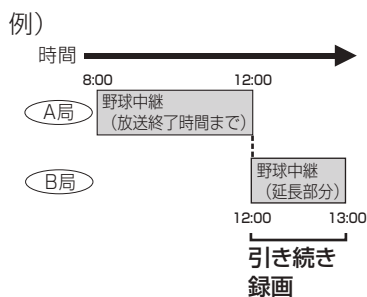 例）
時間
8:00 12:00
A局
野球中継
（放送終了時間まで）
B局
野球中継
（延長部分）
12:00 13:00
引き続き
録画